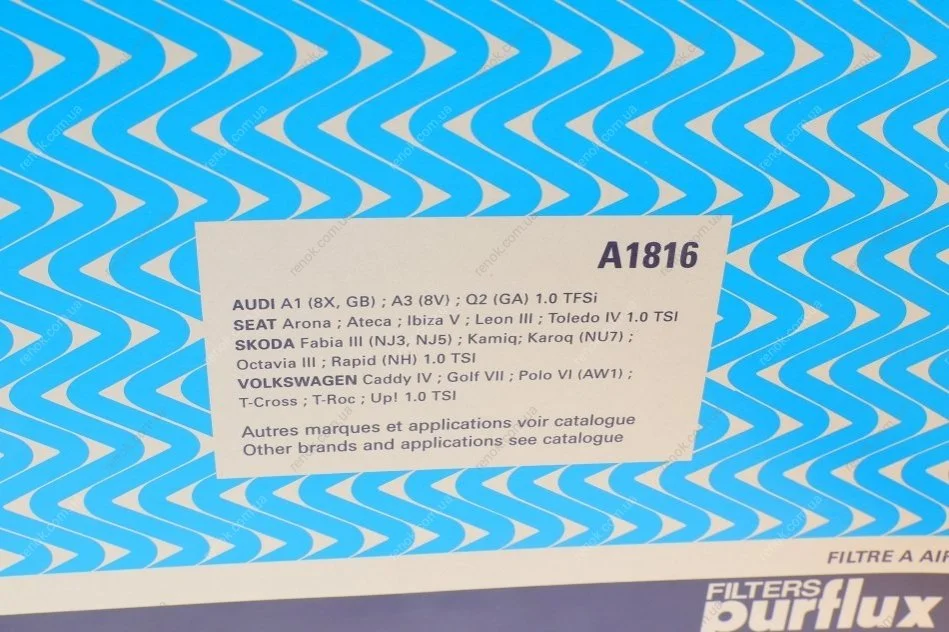 A1816
AUDI A1 (8X, GB) ; A3 (8V) ; Q2 (GA) 1.0 TFSi
SEAT Arona ; Ateca ; Ibiza V ; Leon III ; Toledo IV 1.0 TSI
SKODA Fabia III (NJ3, NJ5) ; Kamiq; Karoq (NU7) ;
Octavia III ; Rapid (NH) 1.0 TSI
VOLKSWAGEN Caddy IV ; Golf VII ; Polo VI (AW1) ;
T-Cross ; T-Roc ; Up! 1.0 TSI
Autres marques et applications voir catalogue
Other brands and applications see catalogue
FILTRE A AIR
FILTERS
purflux
renok.com.ua